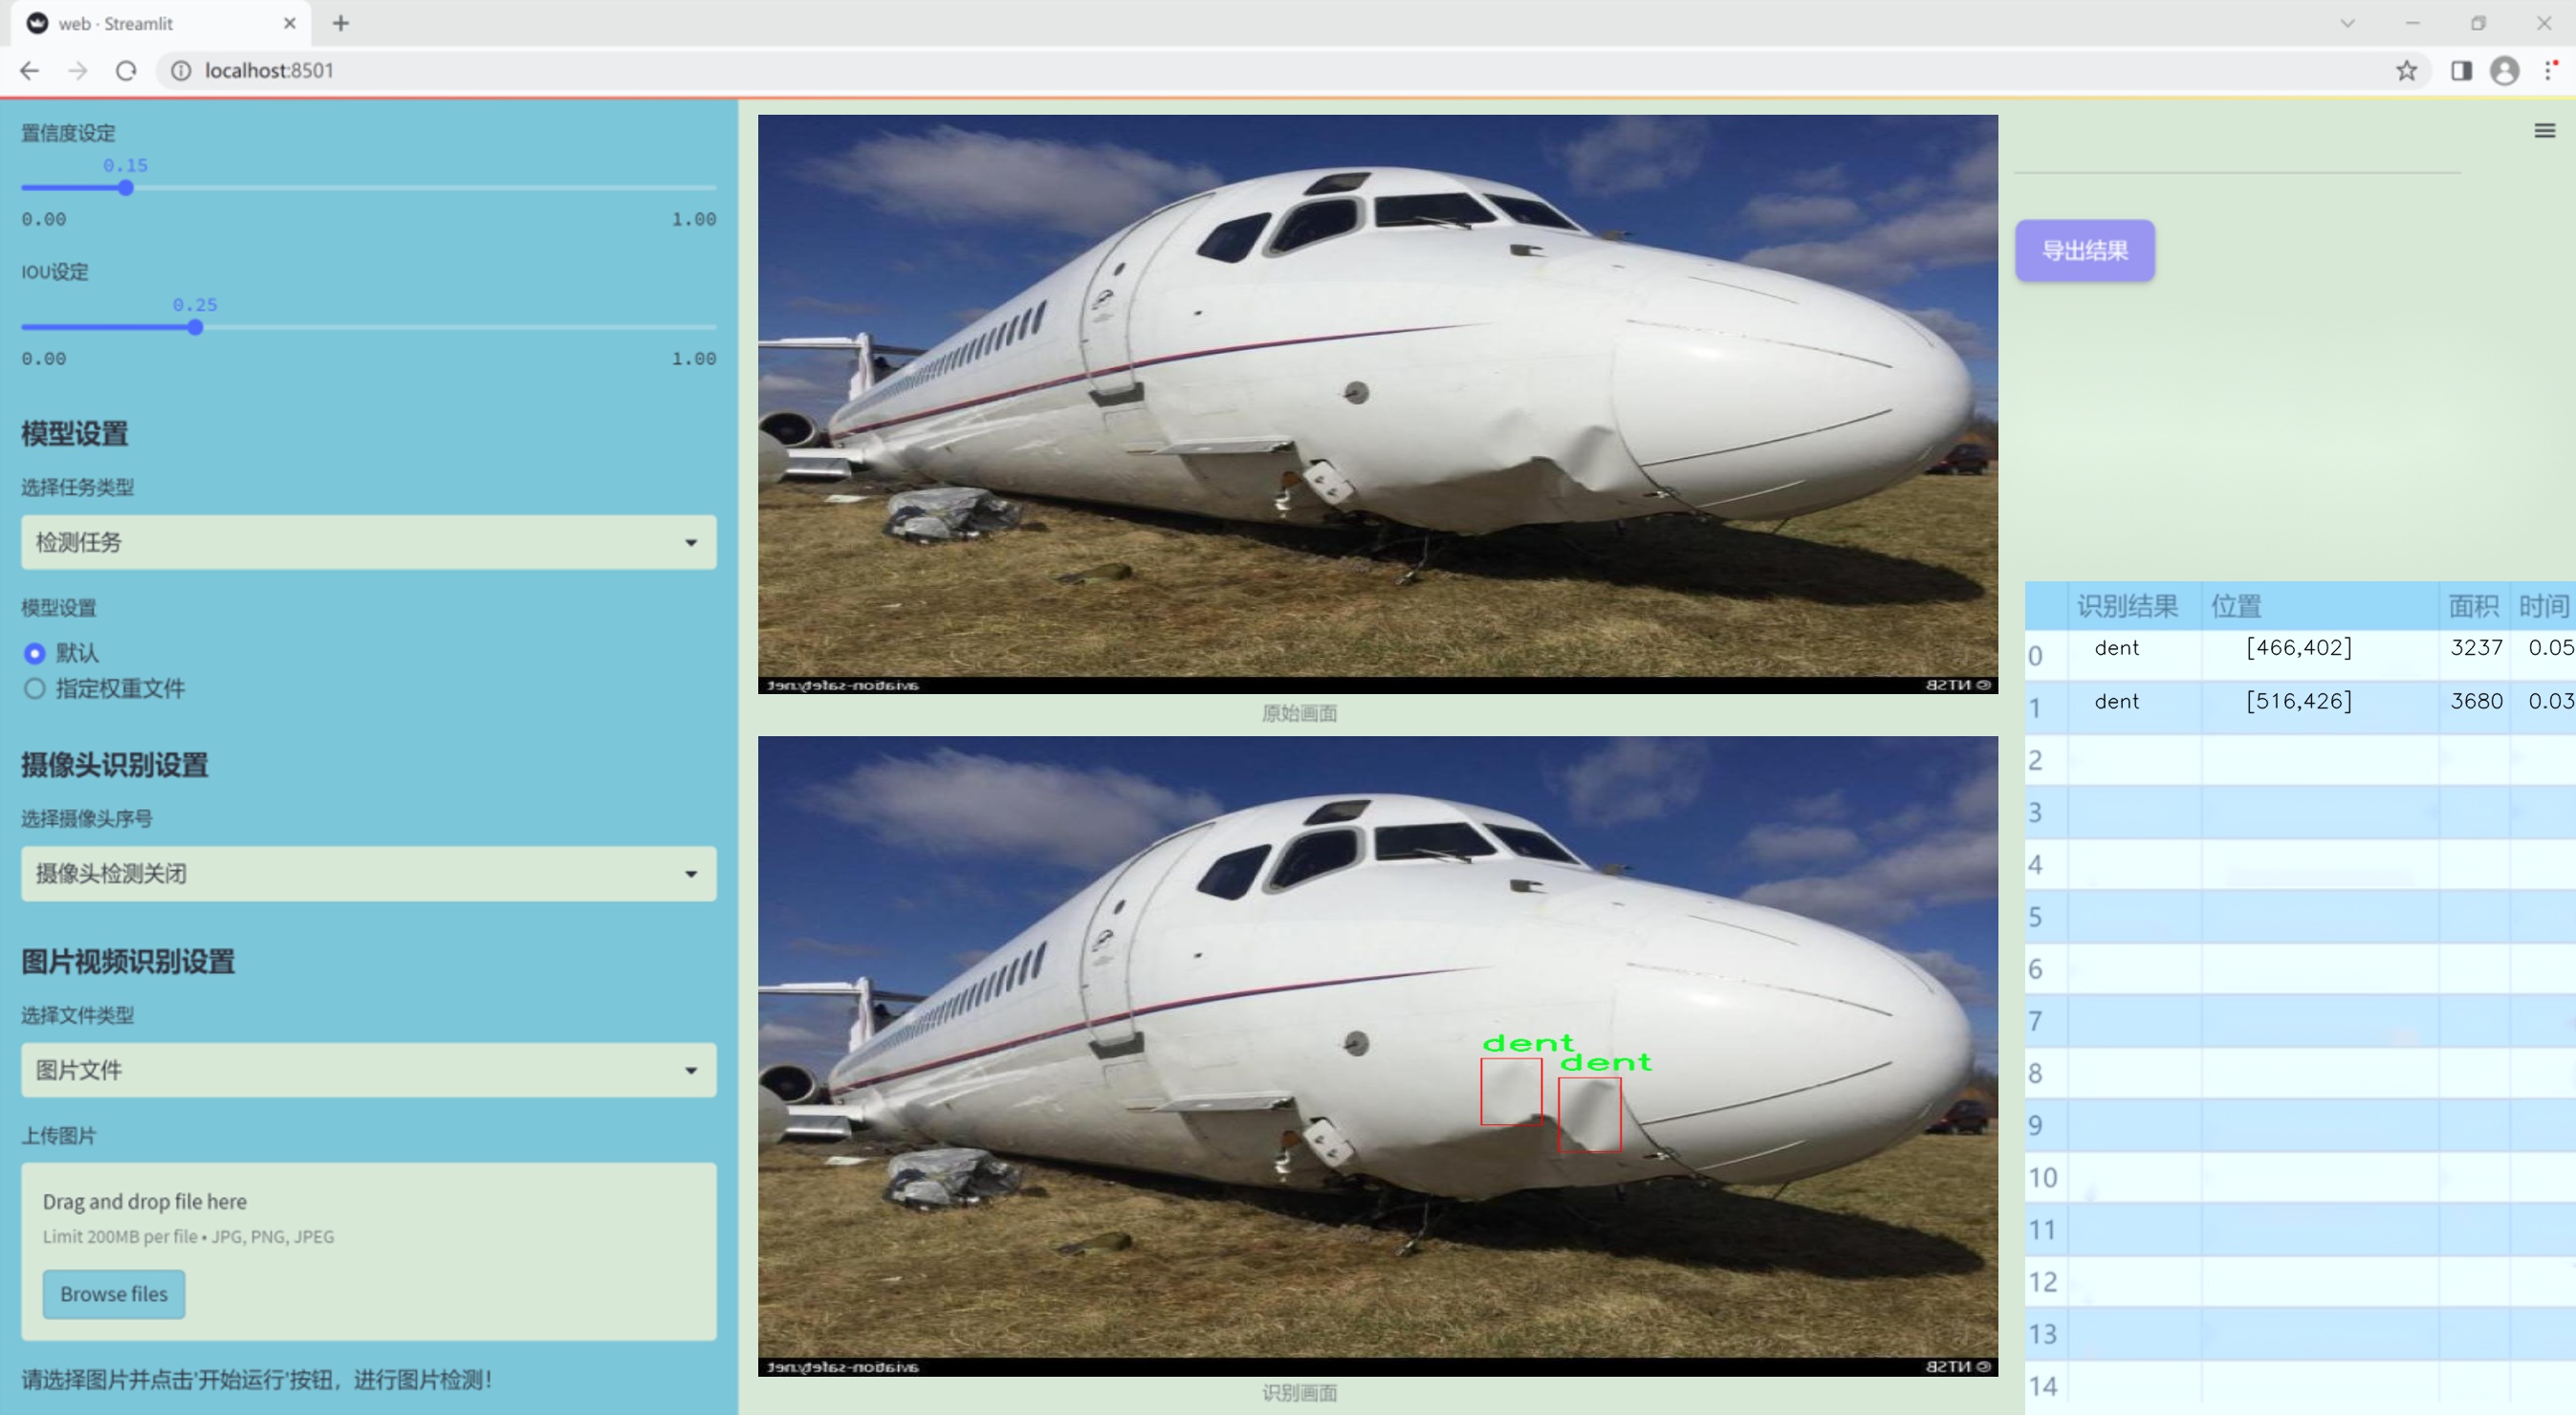 web · Streamlit
localhost:8501
置信度设定
0.15
0.00 1.00
IOU设定
0.25
0.00 1.00
模型设置
选择任务类型
检测任务
模型设置
默认
指定权重文件
摄像头识别设置
选择摄像头序号
摄像头检测关闭
图片视频识别设置
选择文件类型
图片文件
上传图片
Drag and drop file here
Limit 200MB per file • JPG, PNG, JPEG
Browse files
请选择图片并点击'开始运行'按钮，进行图片检测!
aviation-safety.net © NTSB
原始画面
dent
dent
aviation-safety.net © NTSB
识别画面
导出结果
识别结果 位置 面积 时间
0 dent [466,402] 3237 0.05
1 dent [516,426] 3680 0.03
2
3
4
5
6
7
8
9
10
11
12
13
14